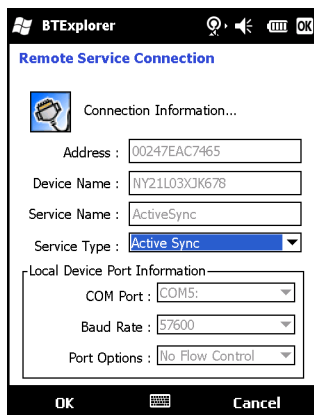 BTExplorer OK
Remote Service Connection
Connection Information...
Address : 00247EAC7465
Device Name : NY21L03XJK678
Service Name : ActiveSync
Service Type : Active Sync
Local Device Port Information
COM Port : COM5:
Baud Rate : 57600
Port Options : No Flow Control
OK Cancel